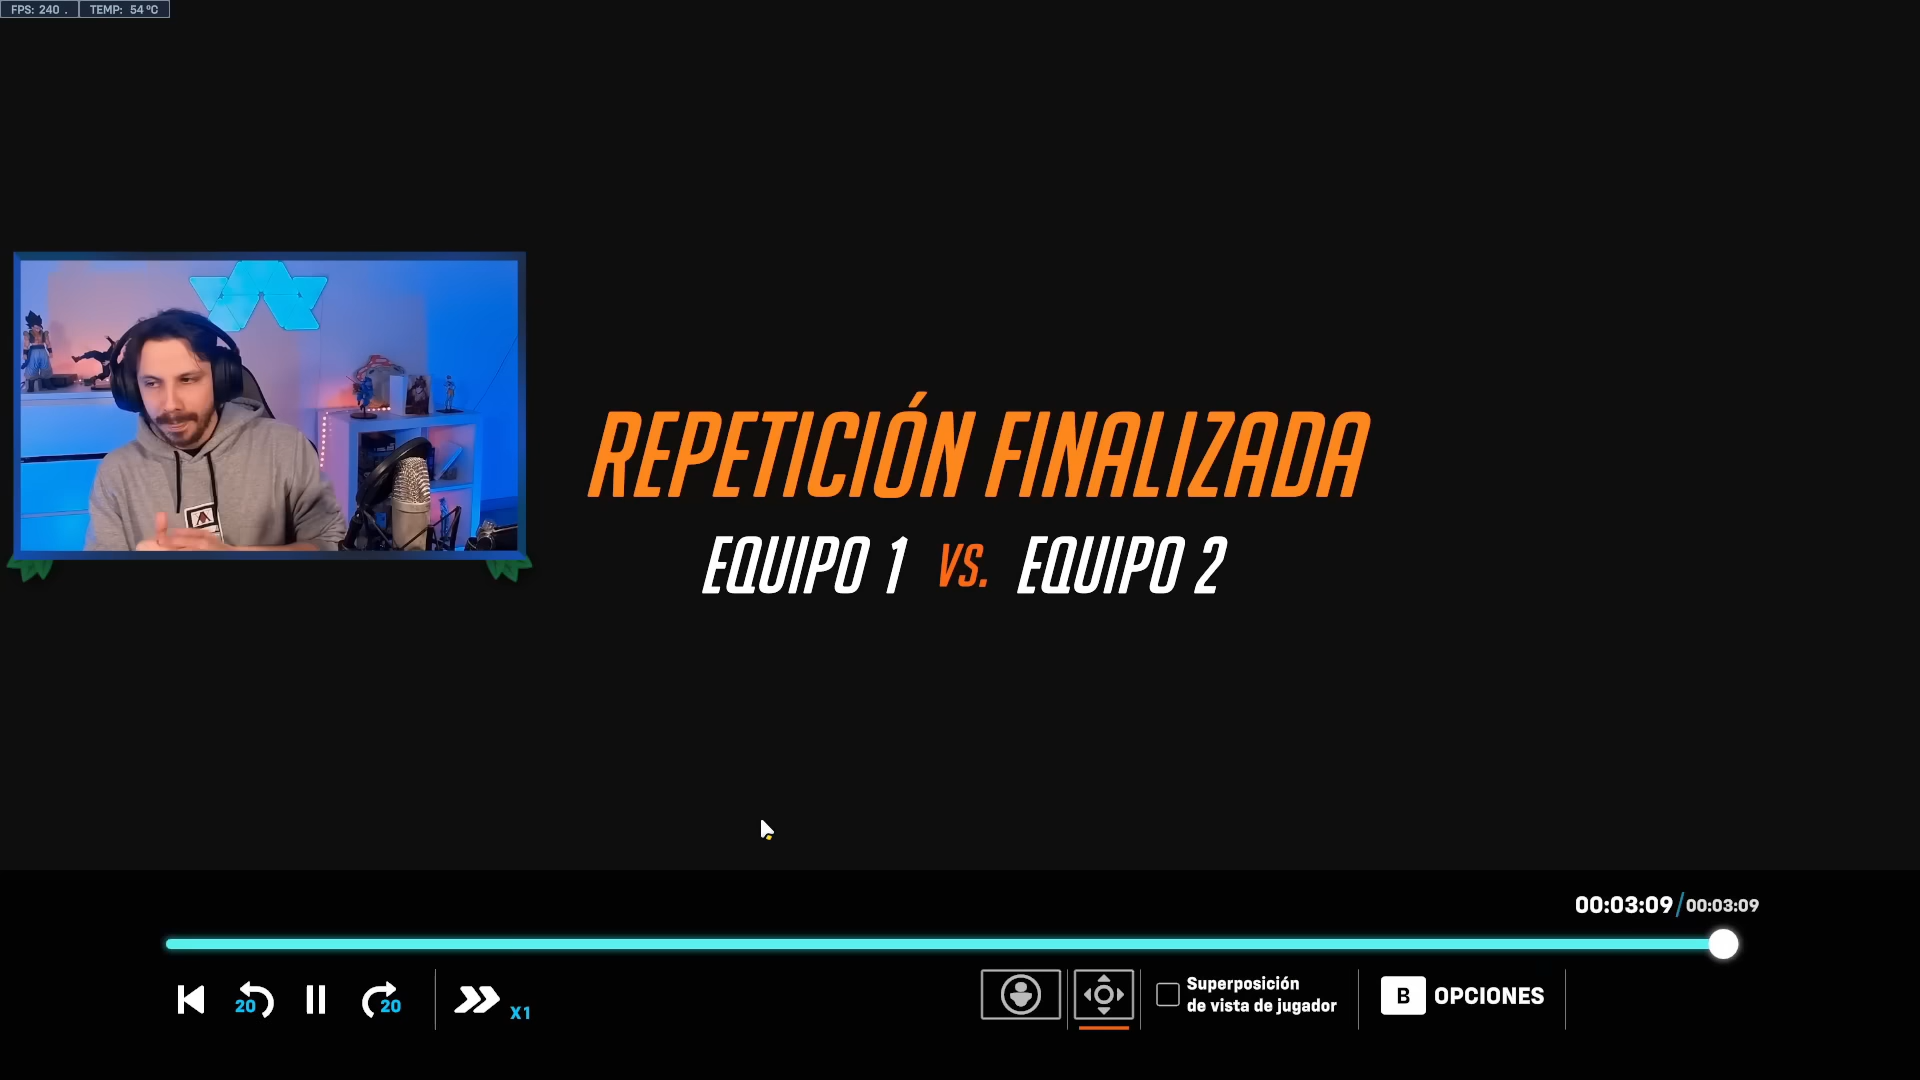 FPS: 240 .
TEMP: 54 ºC
REPETICIÓN FINALIZADA
EQUIPO 1 VS. EQUIPO 2
00:03:09/00:03:09
20
20
X1
Superposición
de vista de jugador
B OPCIONES